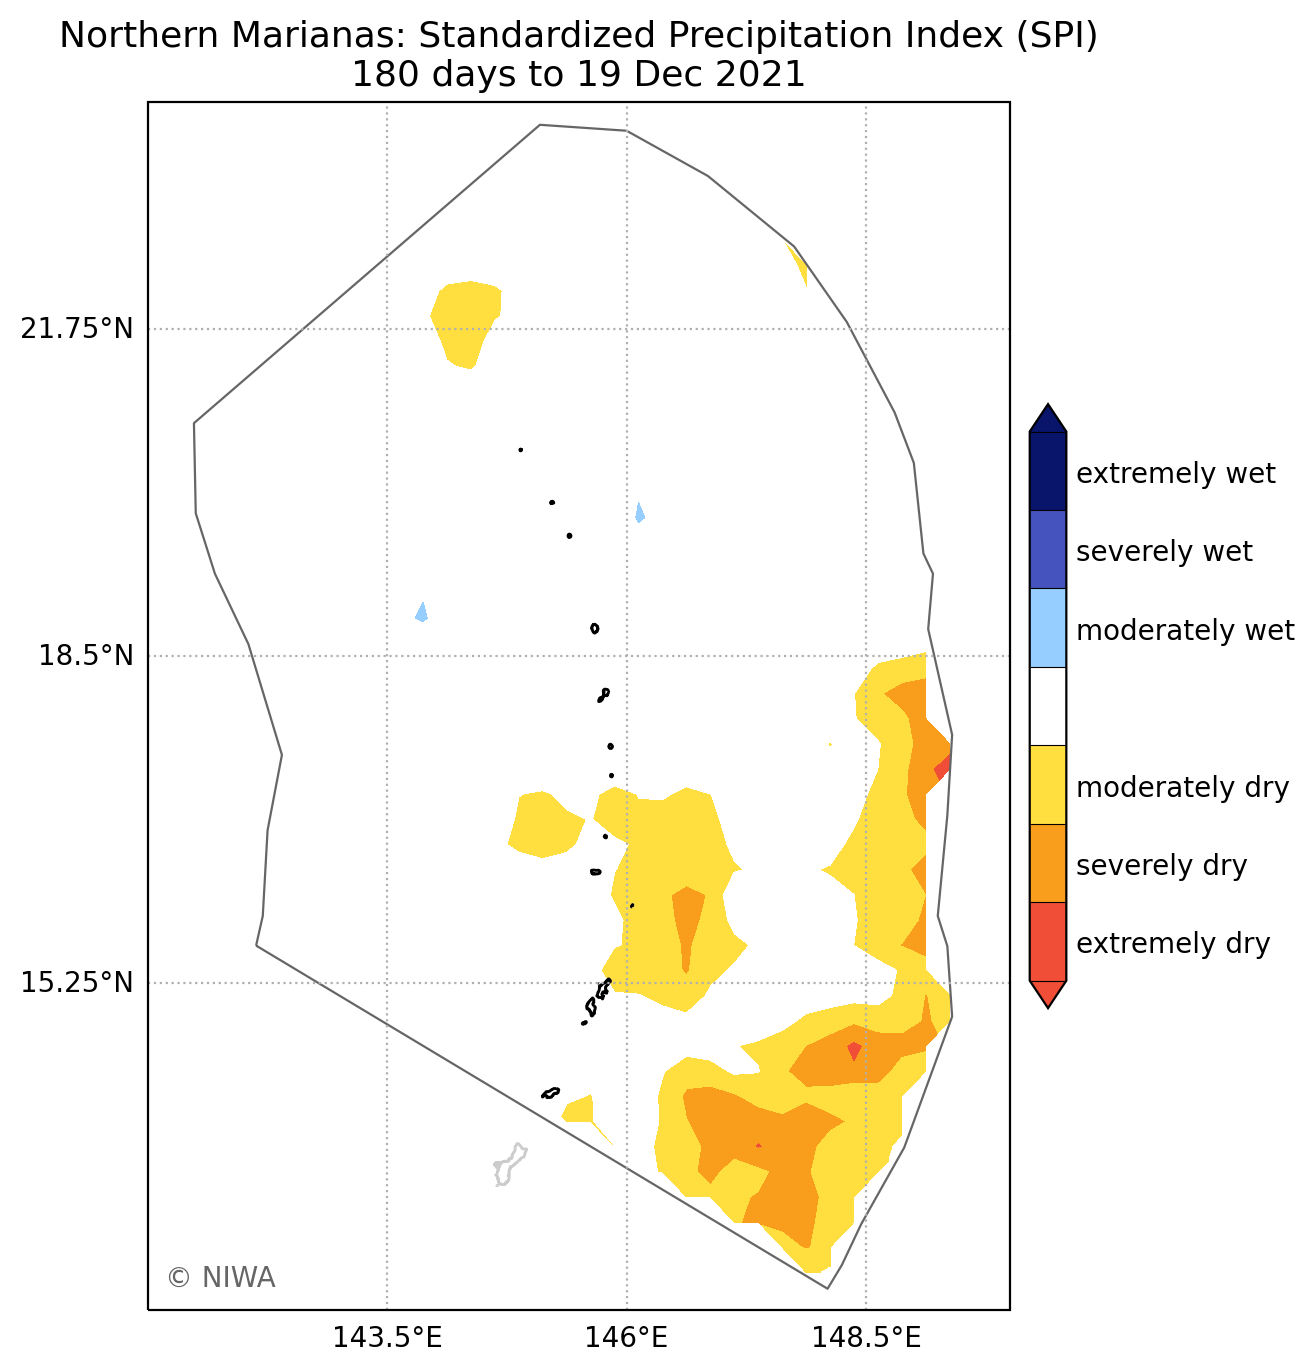 Northern Marianas: Standardized Precipitation Index (SPI)
180 days to 19 Dec 2021
21.75°N
18.5°N
15.25°N
143.5°E
146°E
148.5°E
extremely wet
severely wet
moderately wet
moderately dry
severely dry
extremely dry
© NIWA